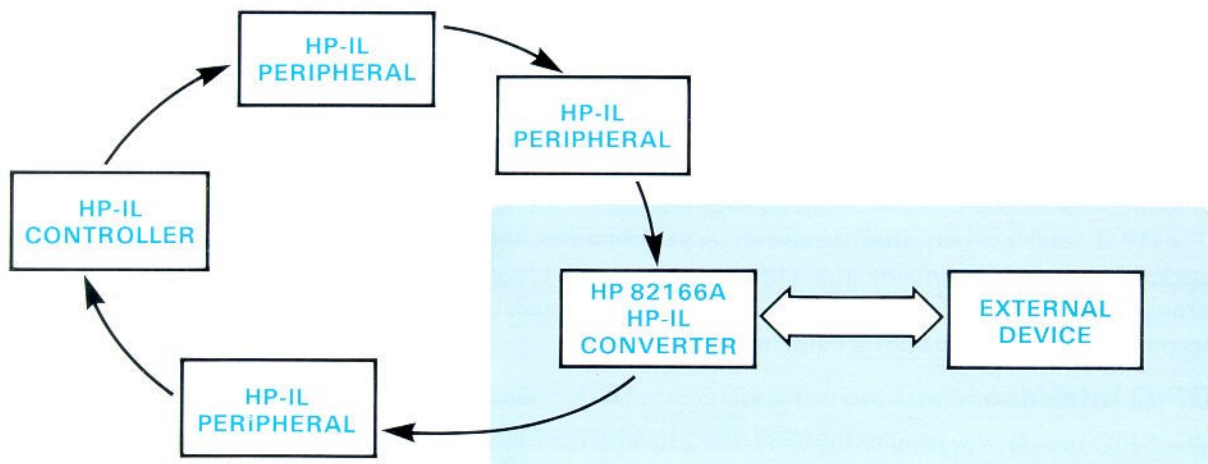 HP-IL
PERIPHERAL
HP-IL
PERIPHERAL
HP-IL
CONTROLLER
HP 82166A
HP-IL
CONVERTER
EXTERNAL
DEVICE
HP-IL
PERiPHERAL